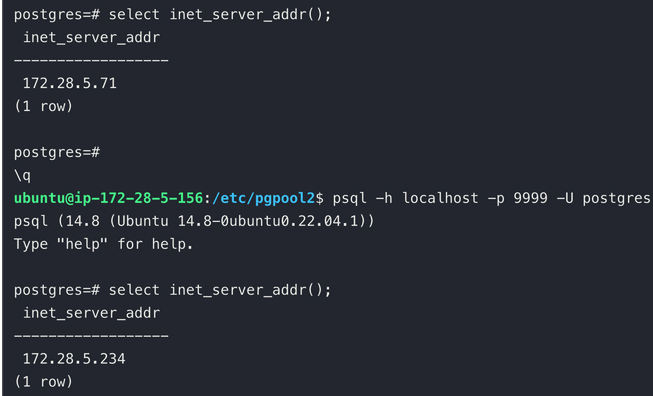 postgres=# select inet_server_addr();
inet_server_addr
------------------
172.28.5.71
(1 row)
postgres=#
\q
ubuntu@ip-172-28-5-156:/etc/pgpool2$ psql -h localhost -p 9999 -U postgres
psql (14.8 (Ubuntu 14.8-0ubuntu0.22.04.1))
Type "help" for help.
postgres=# select inet_server_addr();
inet_server_addr
------------------
172.28.5.234
(1 row)